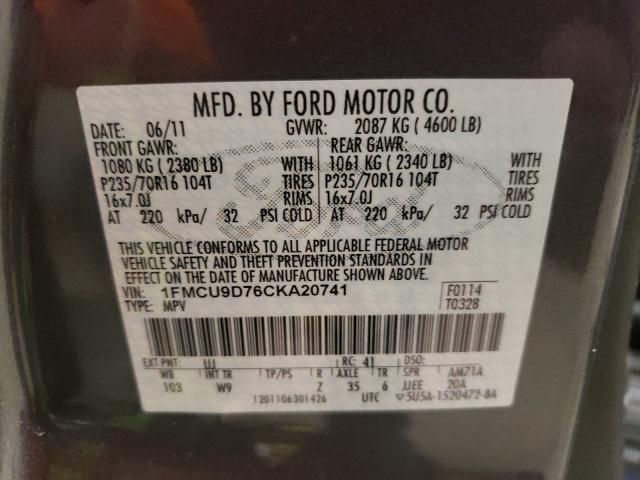 MFD. BY FORD MOTOR CO.
DATE: 06/11 GVWR: 2087 KG ( 4600 LB)
FRONT GAWR: REAR GAWR:
1080 KG ( 2380 LB) WITH 1061 KG ( 2340 LB) WITH
P235/70R16 104T TIRES P235/70R16 104T TIRES
16x7.0J RIMS 16x7.0J RIMS
AT 220 kPa/ 32 PSI COLD AT 220 kPa/ 32 PSI COLD
THIS VEHICLE CONFORMS TO ALL APPLICABLE FEDERAL MOTOR
VEHICLE SAFETY AND THEFT PREVENTION STANDARDS IN
EFFECT ON THE DATE OF MANUFACTURE SHOWN ABOVE.
VIN: 1FMCU9D76CKA20741 F0114
TYPE: MPV T0328
EXT PNT: UJ RC: 41 DSO:
WB INT TR TP/PS R AXLE TR SPR AM71A
103 W9 Z 35 6 JJEE 20A
1201106301426 UTC 5U5A-1520472-BA
Ford